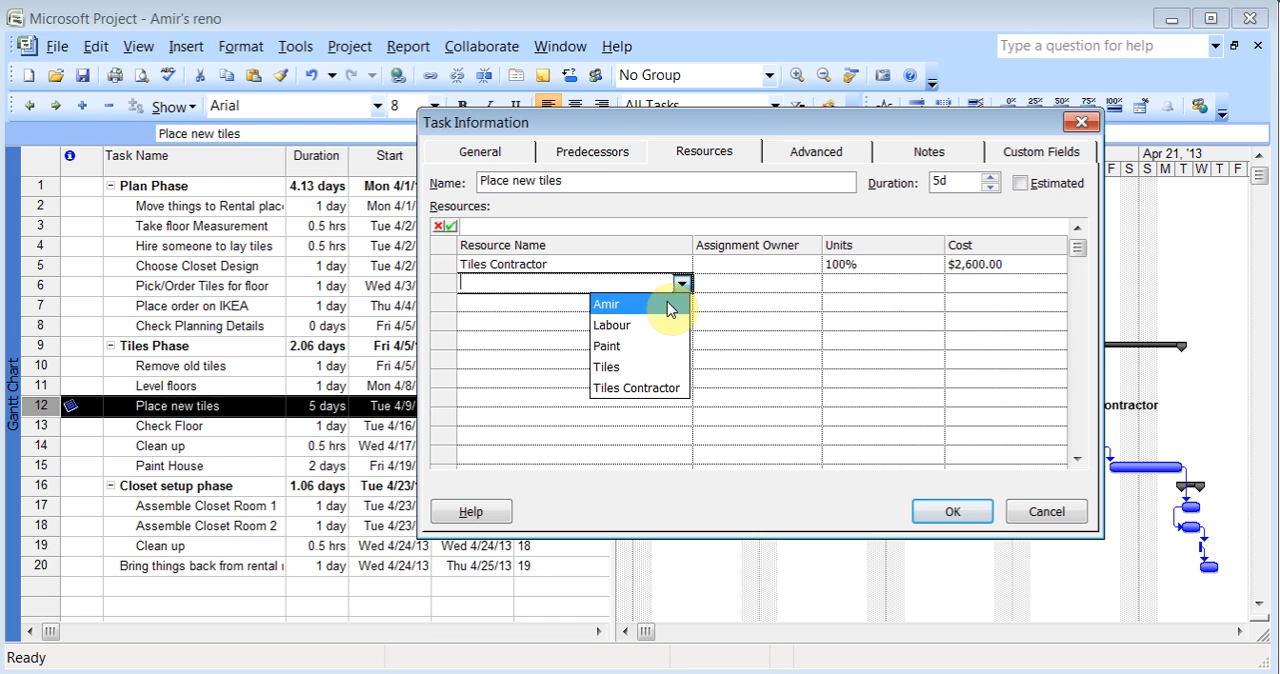 Microsoft Project - Amir's reno
File Edit View Insert Format Tools Project Report Collaborate Window Help
Type a question for help
No Group
Show Arial 8 B I U All Tasks 0% 25% 50% 75% 100%
Place new tiles
Task Name Duration Start
Apr 21, '13
F S S M T W T F
1 Plan Phase 4.13 days Mon 4/1/
2 Move things to Rental plac 1 day Mon 4/1/
3 Take floor Measurement 0.5 hrs Tue 4/2/
4 Hire someone to lay tiles 0.5 hrs Tue 4/2/
5 Choose Closet Design 1 day Tue 4/2/
6 Pick/Order Tiles for floor 1 day Wed 4/3/
7 Place order on IKEA 1 day Thu 4/4/
8 Check Planning Details 0 days Fri 4/5/
9 Tiles Phase 2.06 days Fri 4/5/
10 Remove old tiles 1 day Fri 4/5/
11 Level floors 1 day Mon 4/8/
12 Place new tiles 5 days Tue 4/9/
13 Check Floor 1 day Tue 4/16/
14 Clean up 0.5 hrs Wed 4/17/
15 Paint House 2 days Fri 4/19/
16 Closet setup phase 1.06 days Tue 4/23/
17 Assemble Closet Room 1 1 day Tue 4/23/
18 Assemble Closet Room 2 1 day Tue 4/23/
19 Clean up 0.5 hrs Wed 4/24/13 Wed 4/24/13 18
20 Bring things back from rental 1 day Wed 4/24/13 Thu 4/25/13 19
Gantt Chart
ontractor
Task Information
General Predecessors Resources Advanced Notes Custom Fields
Name: Place new tiles Duration: 5d Estimated
Resources:
Resource Name Assignment Owner Units Cost
Tiles Contractor 100% $2,600.00
Amir
Labour
Paint
Tiles
Tiles Contractor
Help OK Cancel
Ready